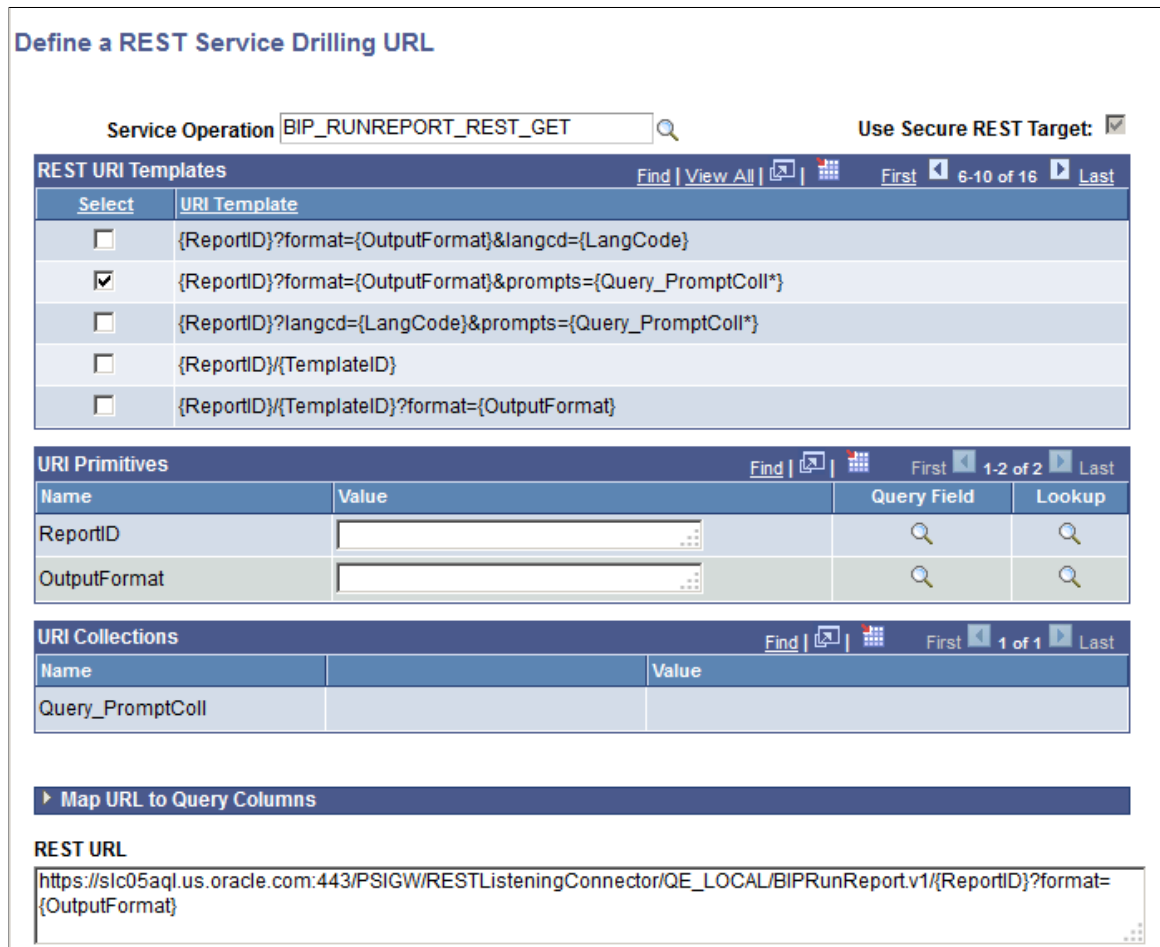 Define a REST Service Drilling URL
Service Operation BIP_RUNREPORT_REST_GET Use Secure REST Target:
REST URI Templates Find | View All | | First 6-10 of 16 Last
Select URI Template
{ReportID}?format={OutputFormat}&langcd={LangCode}
{ReportID}?format={OutputFormat}&prompts={Query_PromptColl*}
{ReportID}?langcd={LangCode}&prompts={Query_PromptColl*}
{ReportID}/{TemplateID}
{ReportID}/{TemplateID}?format={OutputFormat}
URI Primitives Find | | First 1-2 of 2 Last
Name Value Query Field Lookup
ReportID
OutputFormat
URI Collections Find | | First 1 of 1 Last
Name Value
Query_PromptColl
Map URL to Query Columns
REST URL
https://slc05aql.us.oracle.com:443/PSIGW/RESTListeningConnector/QE_LOCAL/BIPRunReport.v1/{ReportID}?format=
{OutputFormat}